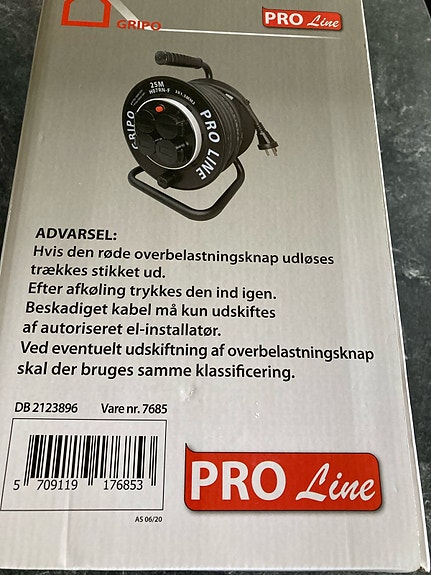 GRIPO
PRO Line
25M
H07RN-F
3X1.5MM2
GRIPO
PRO LINE
ADVARSEL:
Hvis den røde overbelastningsknap udløses
trækkes stikket ud.
Efter afkøling trykkes den ind igen.
Beskadiget kabel må kun udskiftes
af autoriseret el-installatør.
Ved eventuelt udskiftning af overbelastningsknap
skal der bruges samme klassificering.
DB 2123896 Vare nr. 7685
5 709119 176853
PRO Line
AS 06/20